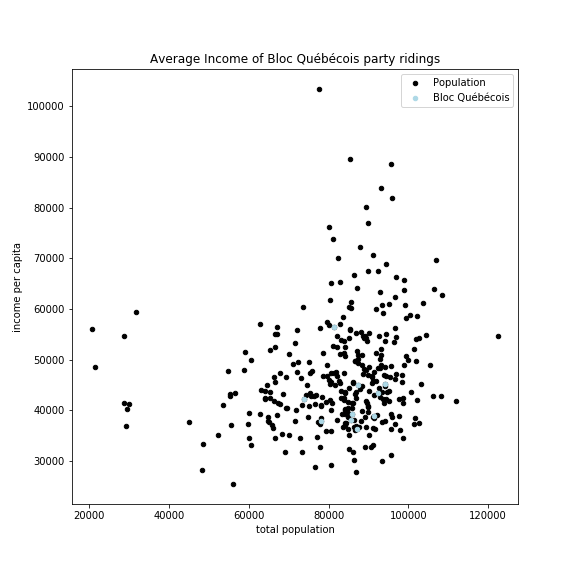 Average Income of Bloc Québécois party ridings
Population
Bloc Québécois
100000
90000
80000
70000
60000
50000
40000
30000
income per capita
20000
40000
60000
80000
100000
120000
total population